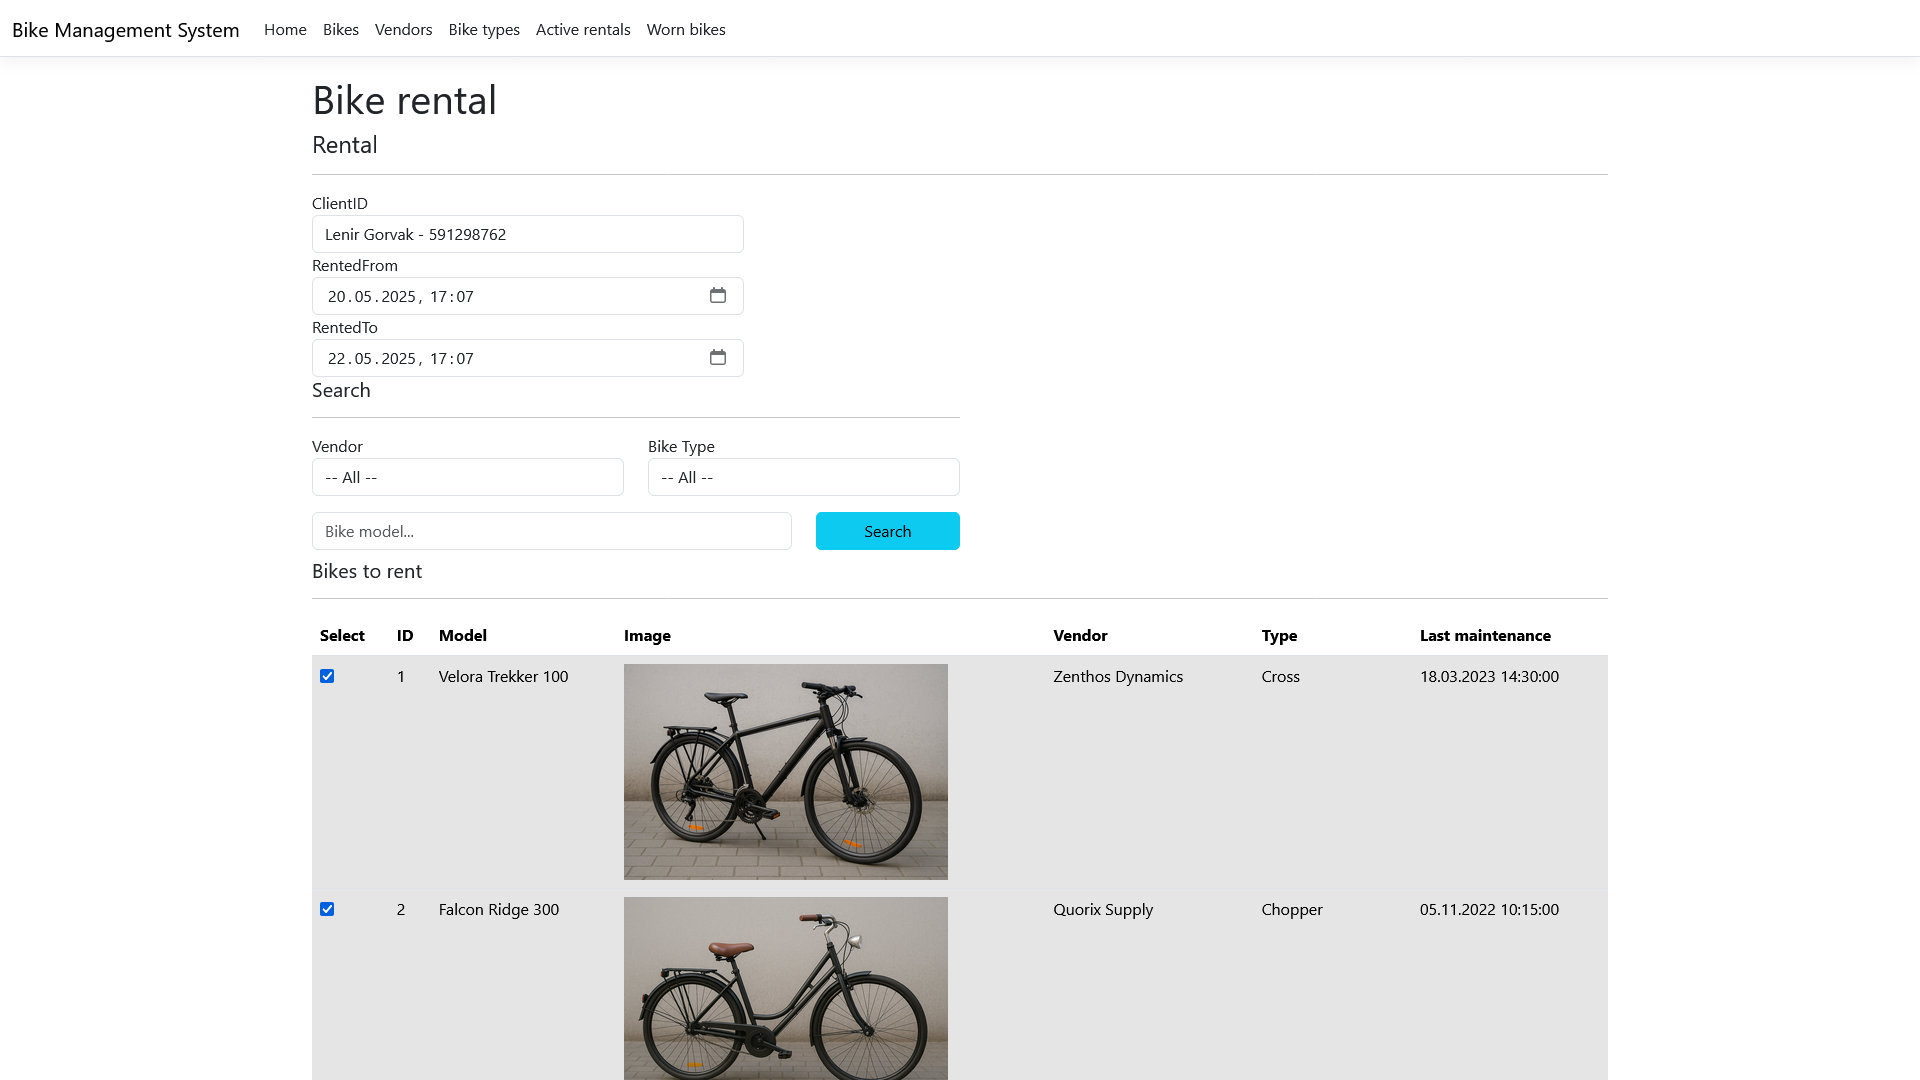 Bike Management System Home Bikes Vendors Bike types Active rentals Worn bikes
Bike rental
Rental
ClientID
Lenir Gorvak - 591298762
RentedFrom
20.05.2025, 17:07
RentedTo
22.05.2025, 17:07
Search
Vendor Bike Type
-- All -- -- All --
Bike model... Search
Bikes to rent
Select ID Model Image Vendor Type Last maintenance
1 Velora Trekker 100 Zenthos Dynamics Cross 18.03.2023 14:30:00
2 Falcon Ridge 300 Quorix Supply Chopper 05.11.2022 10:15:00